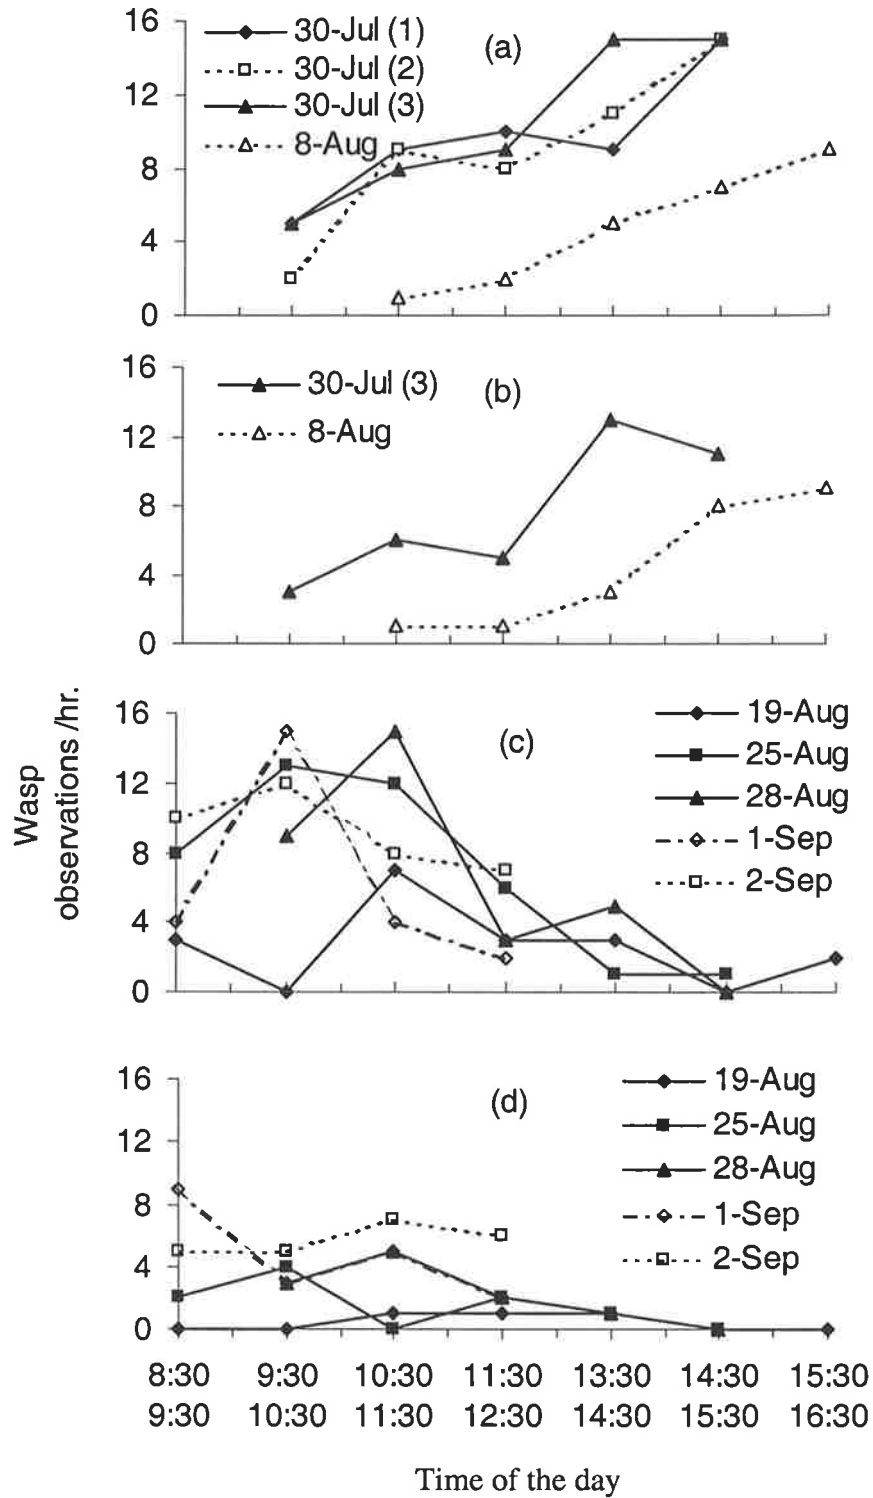 16
12
8
4
0
30-Jul (1)
30-Jul (2)
30-Jul (3)
8-Aug
(a)
16
12
8
4
0
30-Jul (3)
8-Aug
(b)
Wasp
observations /hr.
16
12
8
4
0
(c)
19-Aug
25-Aug
28-Aug
1-Sep
2-Sep
16
12
8
4
0
(d)
19-Aug
25-Aug
28-Aug
1-Sep
2-Sep
8:30 9:30 10:30 11:30 13:30 14:30 15:30
9:30 10:30 11:30 12:30 14:30 15:30 16:30
Time of the day